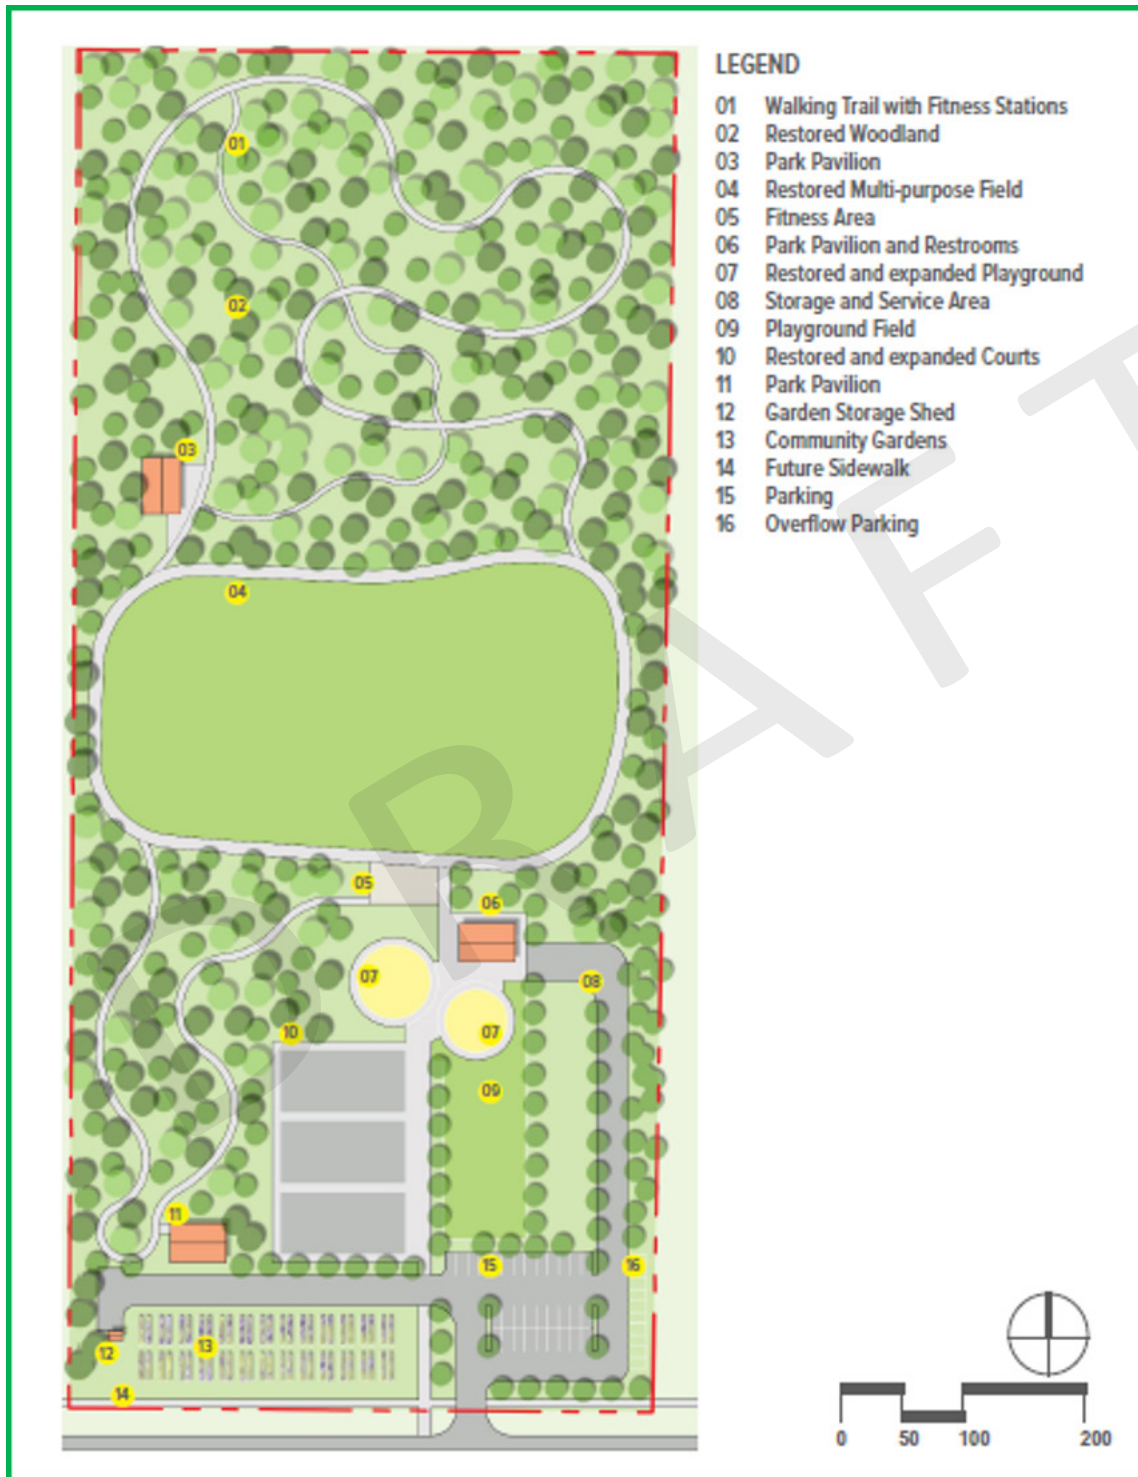 LEGEND
01 Walking Trail with Fitness Stations
02 Restored Woodland
03 Park Pavilion
04 Restored Multi-purpose Field
05 Fitness Area
06 Park Pavilion and Restrooms
07 Restored and expanded Playground
08 Storage and Service Area
09 Playground Field
10 Restored and expanded Courts
11 Park Pavilion
12 Garden Storage Shed
13 Community Gardens
14 Future Sidewalk
15 Parking
16 Overflow Parking
01
02
03
04
05
06
07
08
07
10
09
11
15
16
13
12
14
0 50 100 200
DRAFT